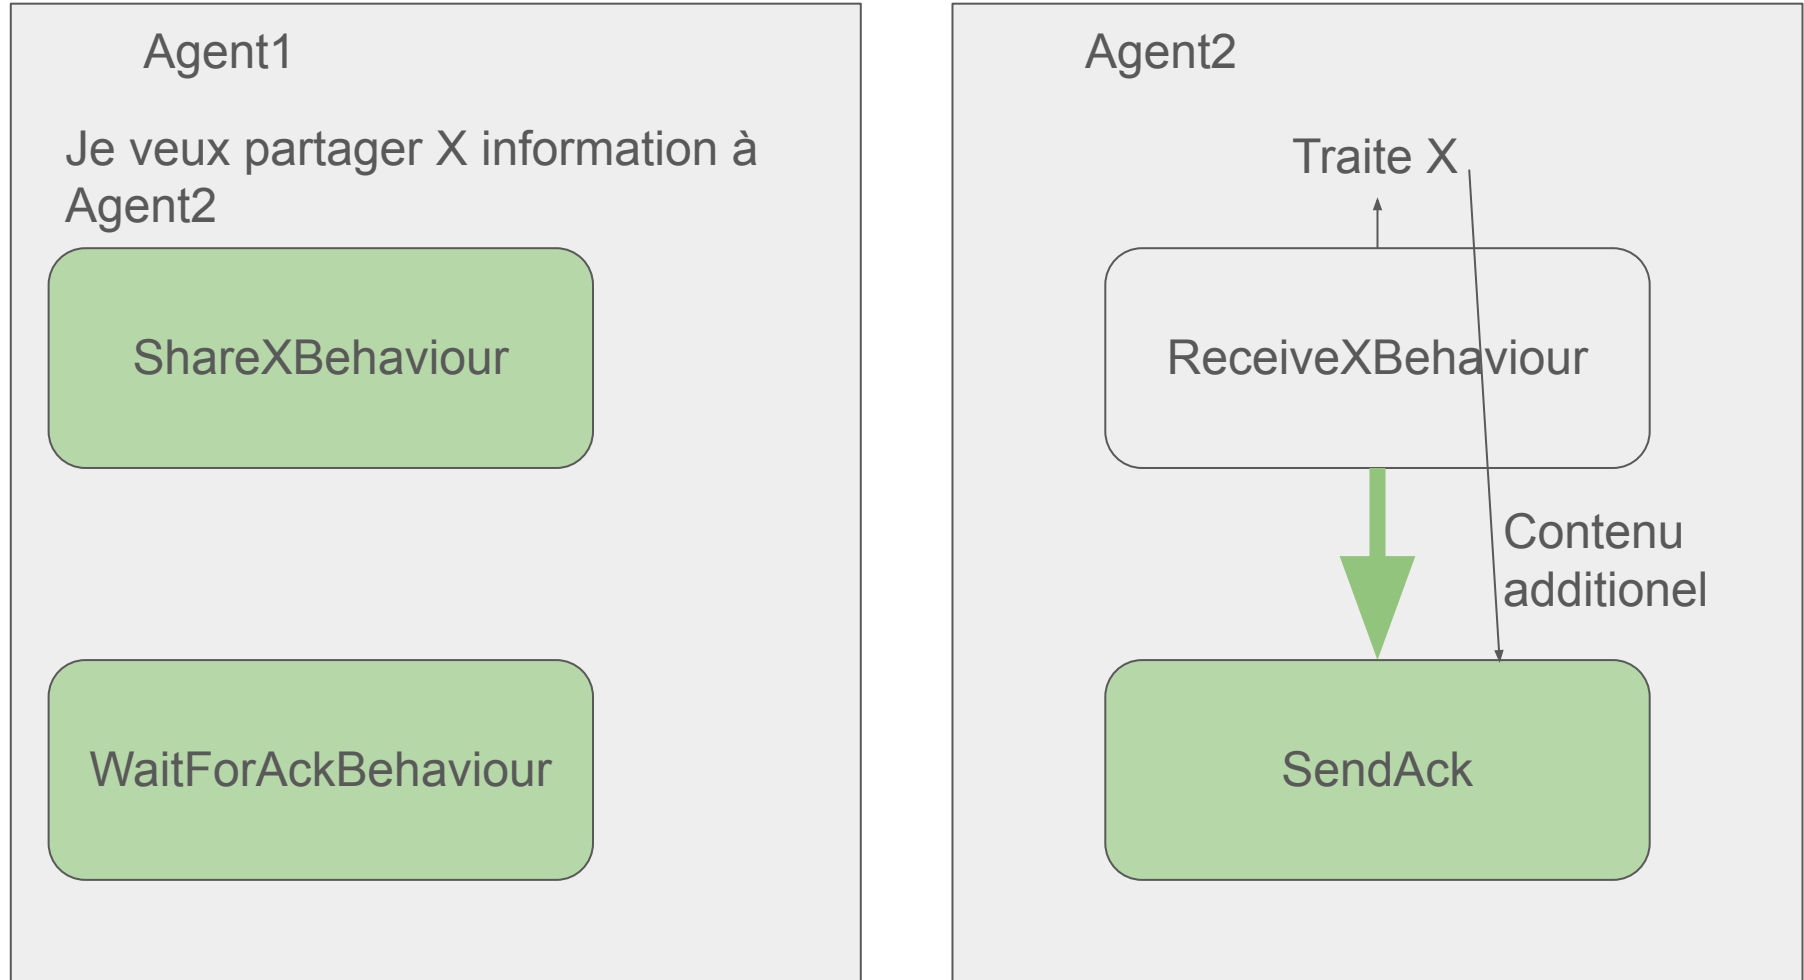 Agent1
Je veux partager X information à
Agent2
ShareXBehaviour
WaitForAckBehaviour
Agent2
Traite X
ReceiveXBehaviour
Contenu
additionel
SendAck